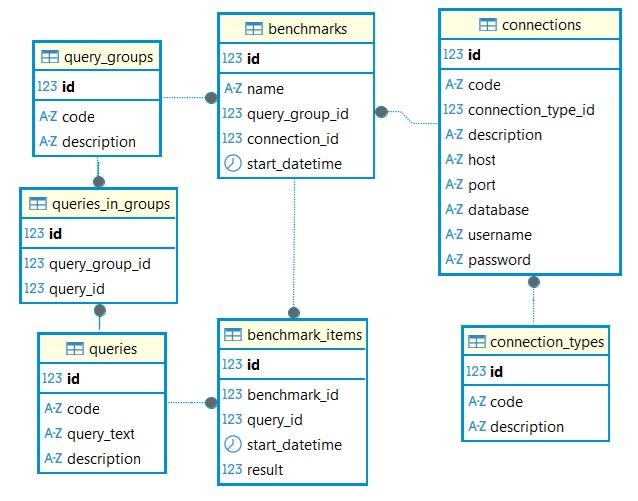 query_groups
123 id
A-Z code
A-Z description
benchmarks
123 id
A-Z name
123 query_group_id
123 connection_id
start_datetime
connections
123 id
A-Z code
123 connection_type_id
A-Z description
A-Z host
A-Z port
A-Z database
A-Z username
A-Z password
queries_in_groups
123 id
123 query_group_id
123 query_id
queries
123 id
A-Z code
A-Z query_text
A-Z description
benchmark_items
123 id
123 benchmark_id
123 query_id
start_datetime
123 result
connection_types
123 id
A-Z code
A-Z description